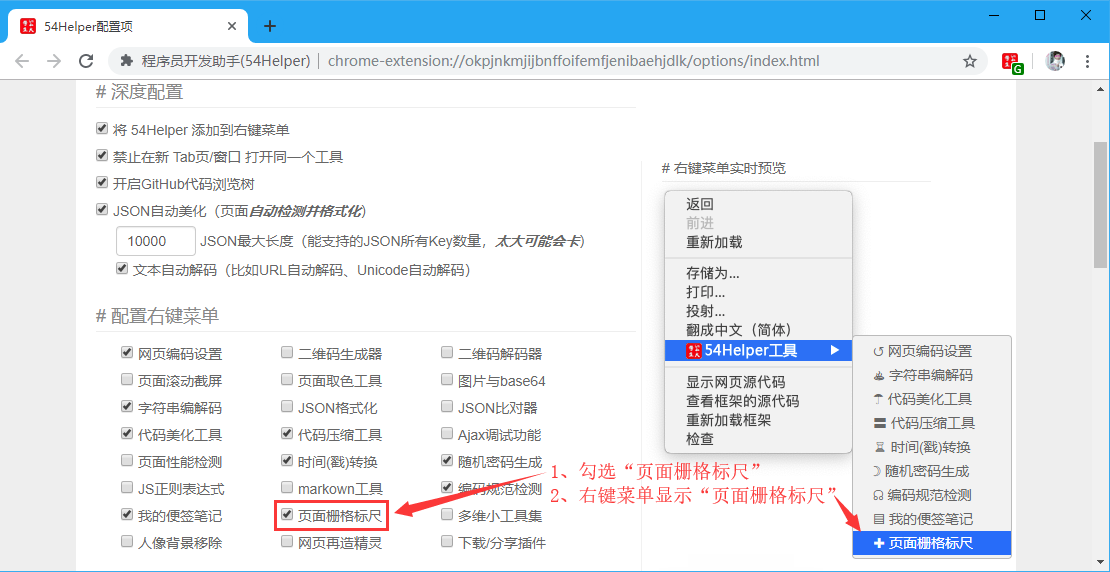 54Helper配置项
程序员开发助手(54Helper) | chrome-extension://okpjnkmjijbnffoifemfjenibaehjdlk/options/index.html
# 深度配置
将 54Helper 添加到右键菜单
禁止在新 Tab页/窗口 打开同一个工具
开启GitHub代码浏览树
JSON自动美化（页面自动检测并格式化）
10000 JSON最大长度（能支持的JSON所有Key数量，太大可能会卡）
文本自动解码（比如URL自动解码、Unicode自动解码）
# 配置右键菜单
网页编码设置 二维码生成器 二维码解码器
页面滚动截屏 页面取色工具 图片与base64
字符串编解码 JSON格式化 JSON比对器
代码美化工具 代码压缩工具 Ajax调试功能
页面性能检测 时间(戳)转换 随机密码生成
JS正则表达式 markown工具 编码规范检测
我的便签笔记 页面栅格标尺 多维小工具集
人像背景移除 网页再造精灵 下载/分享插件
1、勾选“页面栅格标尺”
2、右键菜单显示“页面栅格标尺”
# 右键菜单实时预览
返回
前进
重新加载
存储为...
打印...
投射...
翻成中文（简体）
54Helper工具
显示网页源代码
查看框架的源代码
重新加载框架
检查
网页编码设置
字符串编解码
代码美化工具
代码压缩工具
时间(戳)转换
随机密码生成
编码规范检测
我的便签笔记
页面栅格标尺